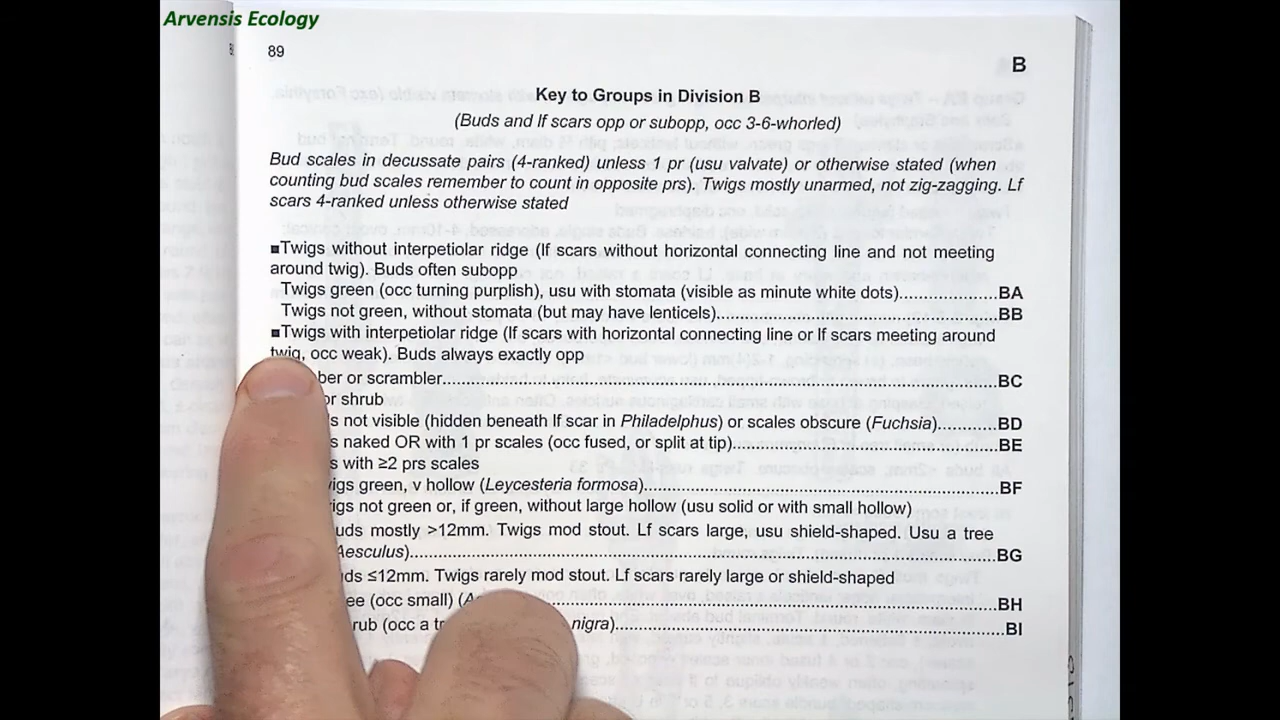 Arvensis Ecology
89
B
Key to Groups in Division B
(Buds and lf scars opp or subopp, occ 3-6-whorled)
Bud scales in decussate pairs (4-ranked) unless 1 pr (usu valvate) or otherwise stated (when
counting bud scales remember to count in opposite prs). Twigs mostly unarmed, not zig-zagging. Lf
scars 4-ranked unless otherwise stated
■Twigs without interpetiolar ridge (lf scars without horizontal connecting line and not meeting
around twig). Buds often subopp
Twigs green (occ turning purplish), usu with stomata (visible as minute white dots)..................BA
Twigs not green, without stomata (but may have lenticels)...................................................BB
■Twigs with interpetiolar ridge (lf scars with horizontal connecting line or lf scars meeting around
twig, occ weak). Buds always exactly opp
ber or scrambler....................................................................................................BC
or shrub
s not visible (hidden beneath lf scar in Philadelphus) or scales obscure (Fuchsia)...........BD
s naked OR with 1 pr scales (occ fused, or split at tip)................................................BE
s with ≥2 prs scales
igs green, v hollow (Leycesteria formosa)................................................................BF
igs not green or, if green, without large hollow (usu solid or with small hollow)
uds mostly >12mm. Twigs mod stout. Lf scars large, usu shield-shaped. Usu a tree
Aesculus).....................................................................................................BG
ds ≤12mm. Twigs rarely mod stout. Lf scars rarely large or shield-shaped
ee (occ small) ..................................................................................BH
rub (occ a nigra)......................................................................BI